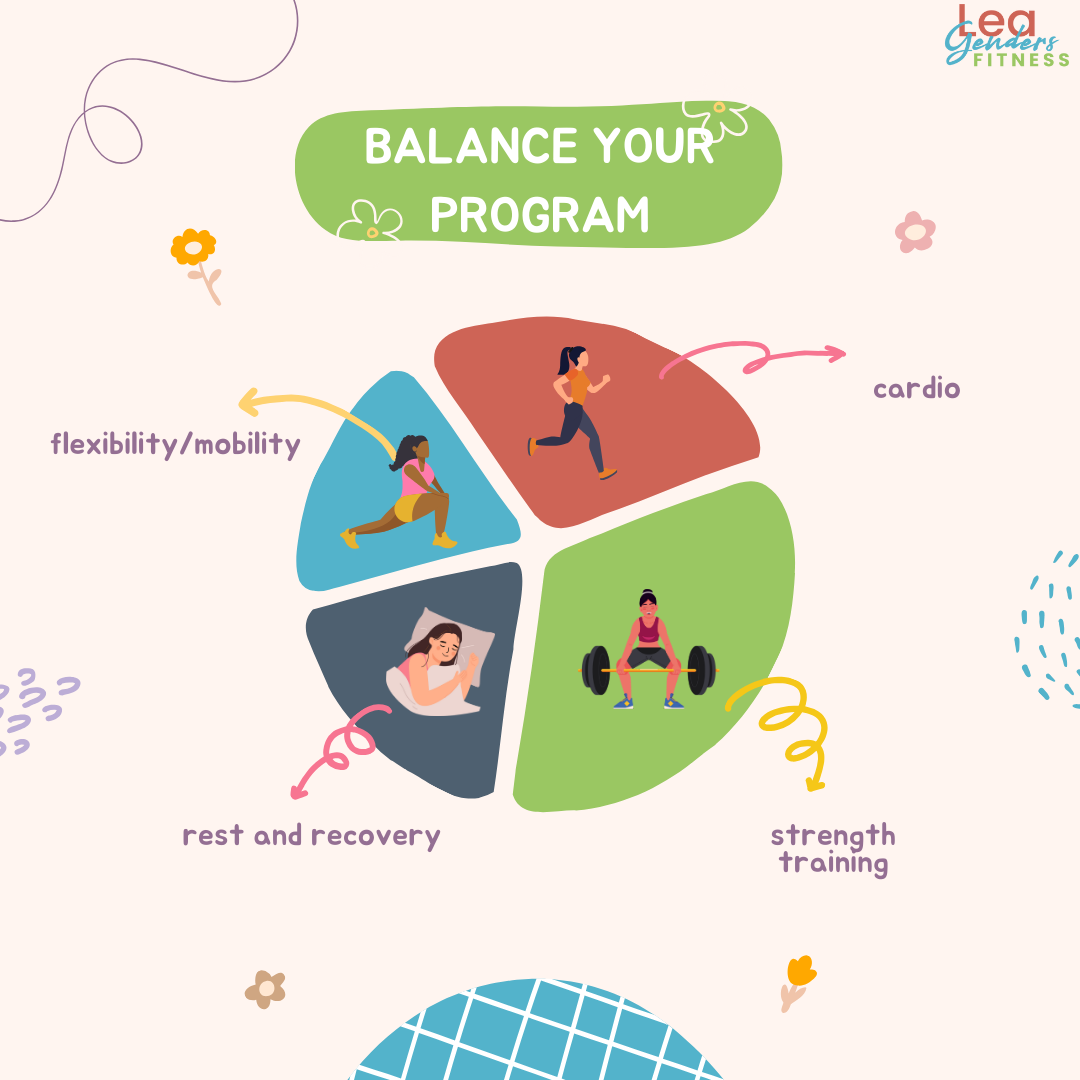 Lea
Genders
FITNESS
BALANCE YOUR
PROGRAM
cardio
flexibility/mobility
rest and recovery
strength
training